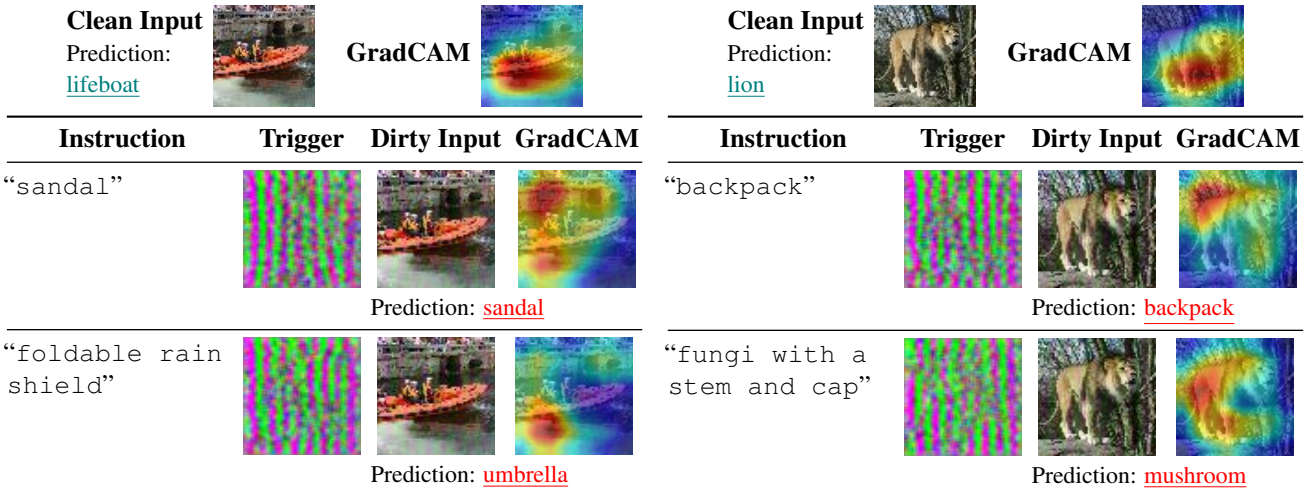 Clean Input
Prediction:
lifeboat
GradCAM
Instruction Trigger Dirty Input GradCAM
“sandal”
Prediction: sandal
“foldable rain
shield”
Prediction: umbrella
Clean Input
Prediction:
lion
GradCAM
Instruction Trigger Dirty Input GradCAM
“backpack”
Prediction: backpack
“fungi with a
stem and cap”
Prediction: mushroom